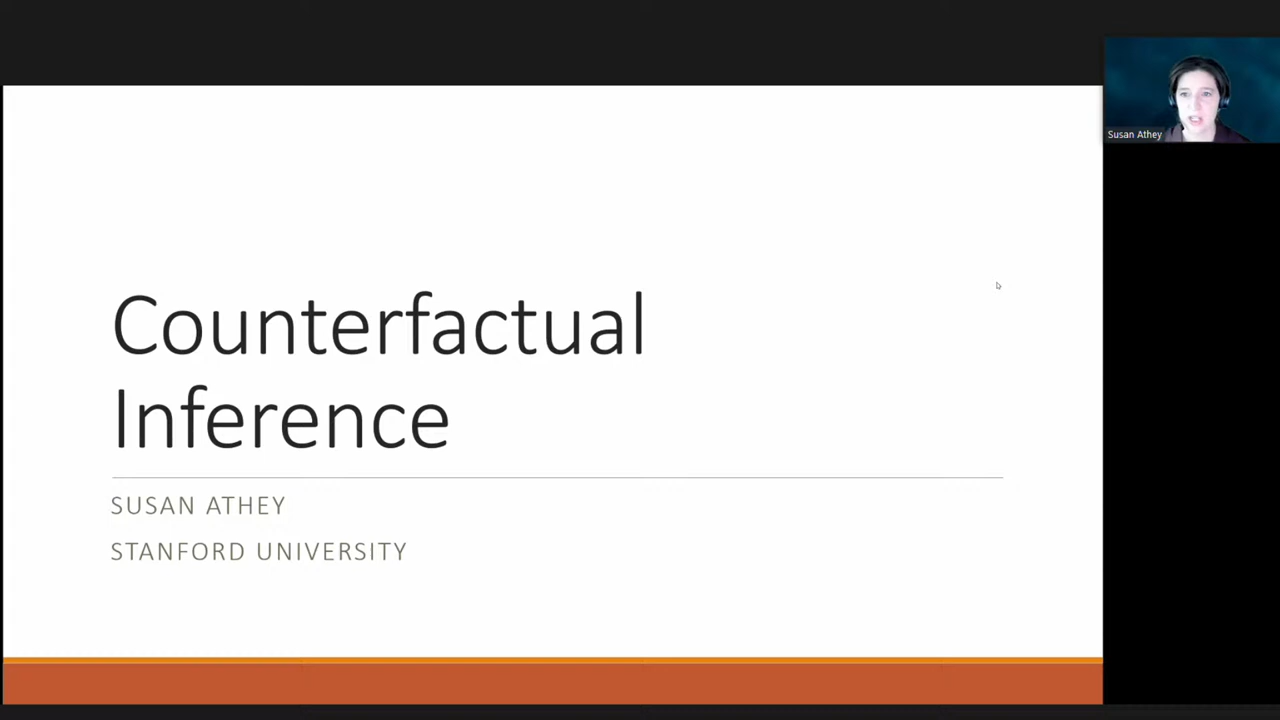 Counterfactual
Inference
SUSAN ATHEY
STANFORD UNIVERSITY
Susan Athey